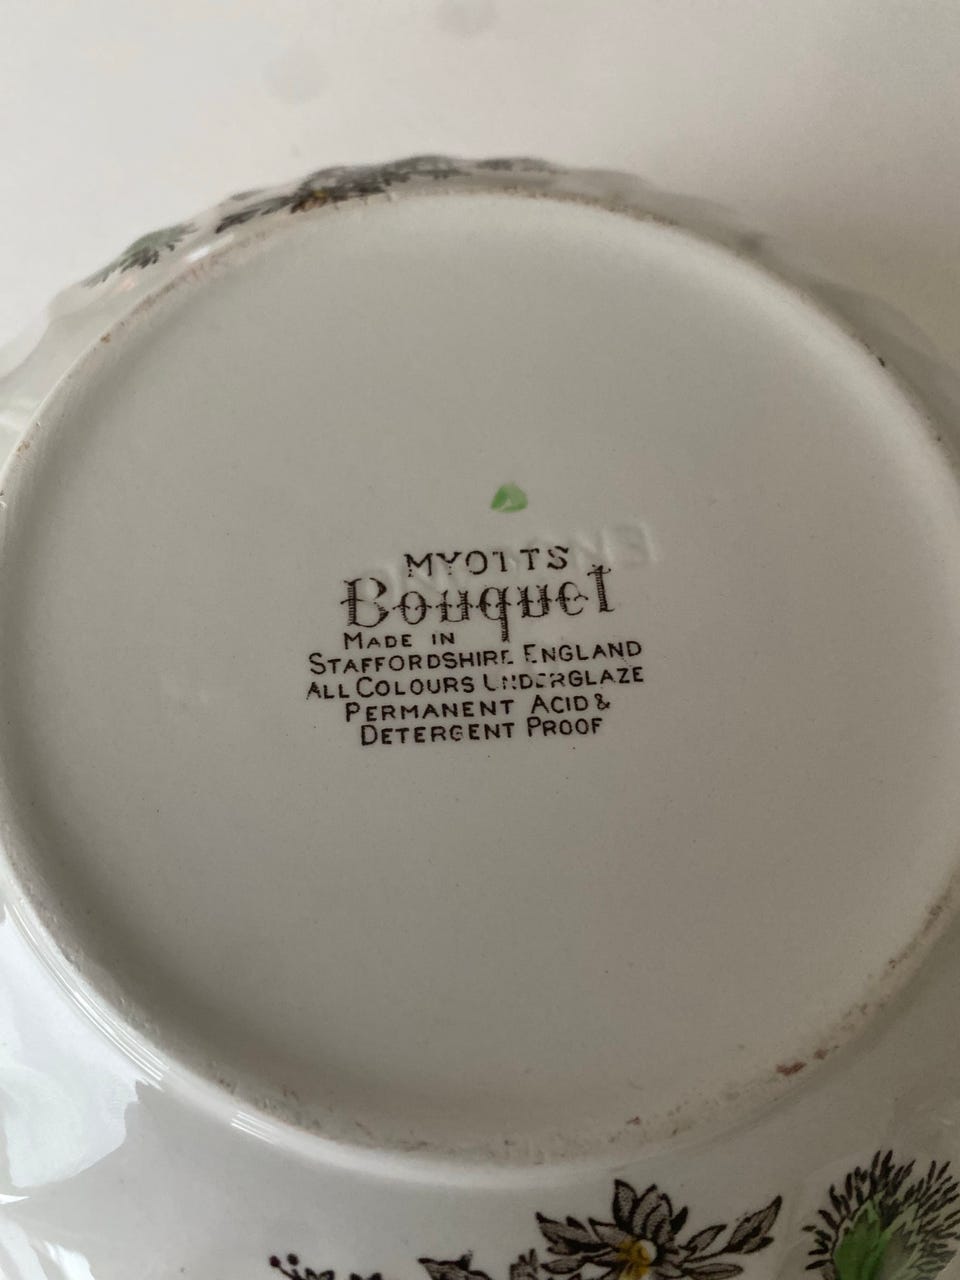 MYOTTS
Bouquet
MADE IN
STAFFORDSHIRE ENGLAND
ALL COLOURS UNDERGLAZE
PERMANENT ACID &
DETERGENT PROOF